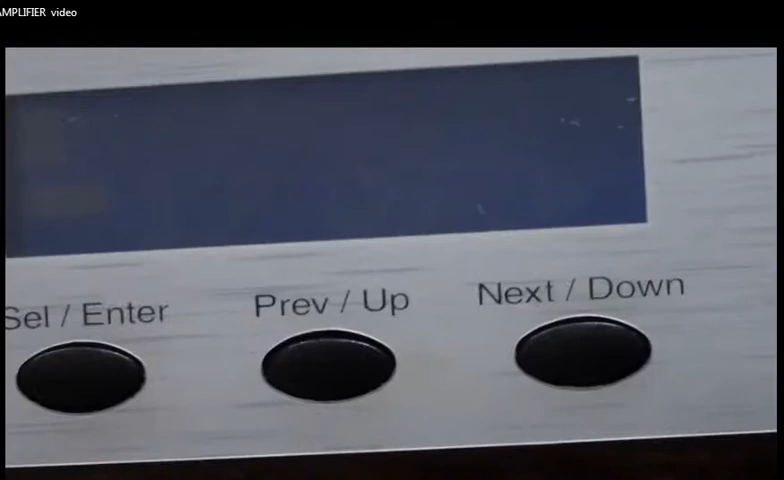 AMPLIFIER video
Sel / Enter
Prev / Up
Next / Down